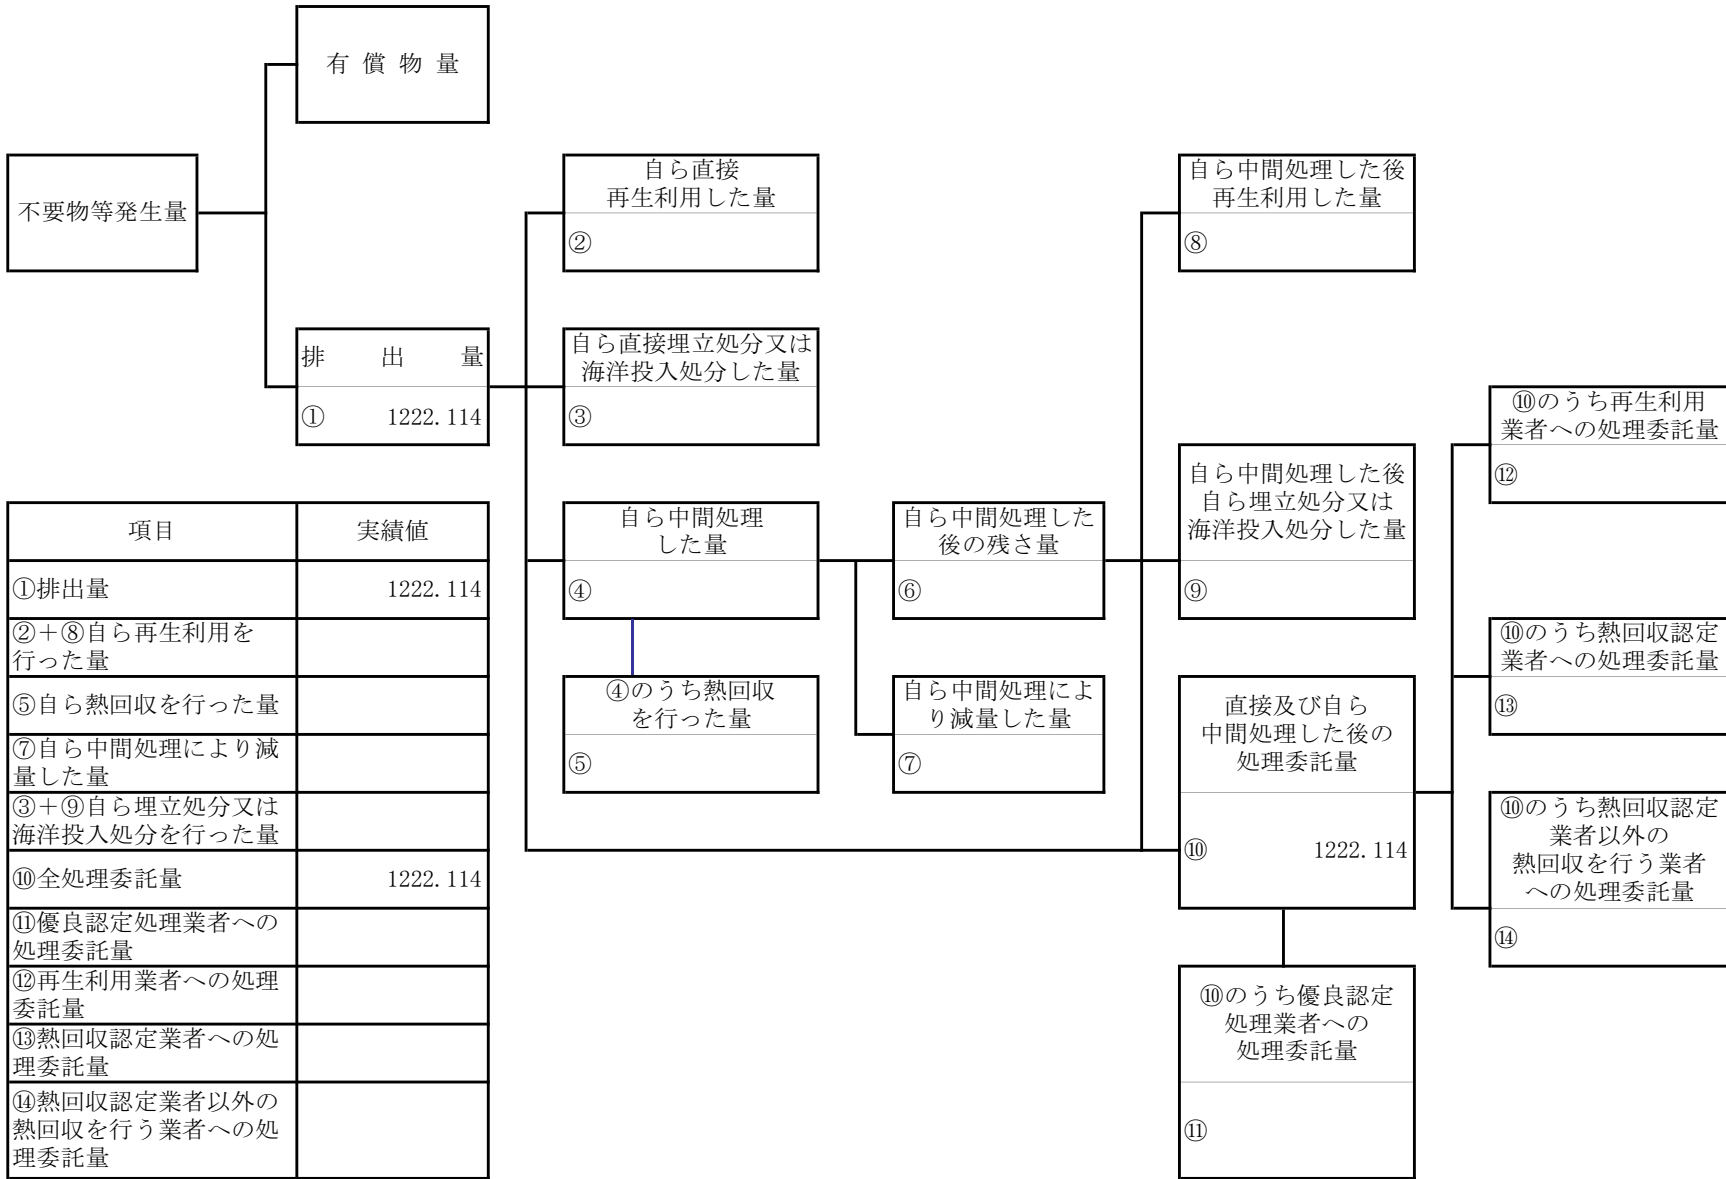 有 償 物 量
不要物等発生量
自ら直接
再生利用した量
②
自ら中間処理した後
再生利用した量
⑧
排 出 量
① 1222.114
自ら直接埋立処分又は
海洋投入処分した量
③
⑩のうち再生利用
業者への処理委託量
⑫
自ら中間処理した後
自ら埋立処分又は
海洋投入処分した量
⑨
自ら中間処理
した量
④
自ら中間処理した
後の残さ量
⑥
⑩のうち熱回収認定
業者への処理委託量
⑬
④のうち熱回収
を行った量
⑤
自ら中間処理によ
り減量した量
⑦
直接及び自ら
中間処理した後の
処理委託量
⑩ 1222.114
⑩のうち熱回収認定
業者以外の
熱回収を行う業者
への処理委託量
⑭
⑩のうち優良認定
処理業者への
処理委託量
⑪
項目 実績値
①排出量 1222.114
②＋⑧自ら再生利用を
行った量
⑤自ら熱回収を行った量
⑦自ら中間処理により減
量した量
③＋⑨自ら埋立処分又は
海洋投入処分を行った量
⑩全処理委託量 1222.114
⑪優良認定処理業者への
処理委託量
⑫再生利用業者への処理
委託量
⑬熱回収認定業者への処
理委託量
⑭熱回収認定業者以外の
熱回収を行う業者への処
理委託量